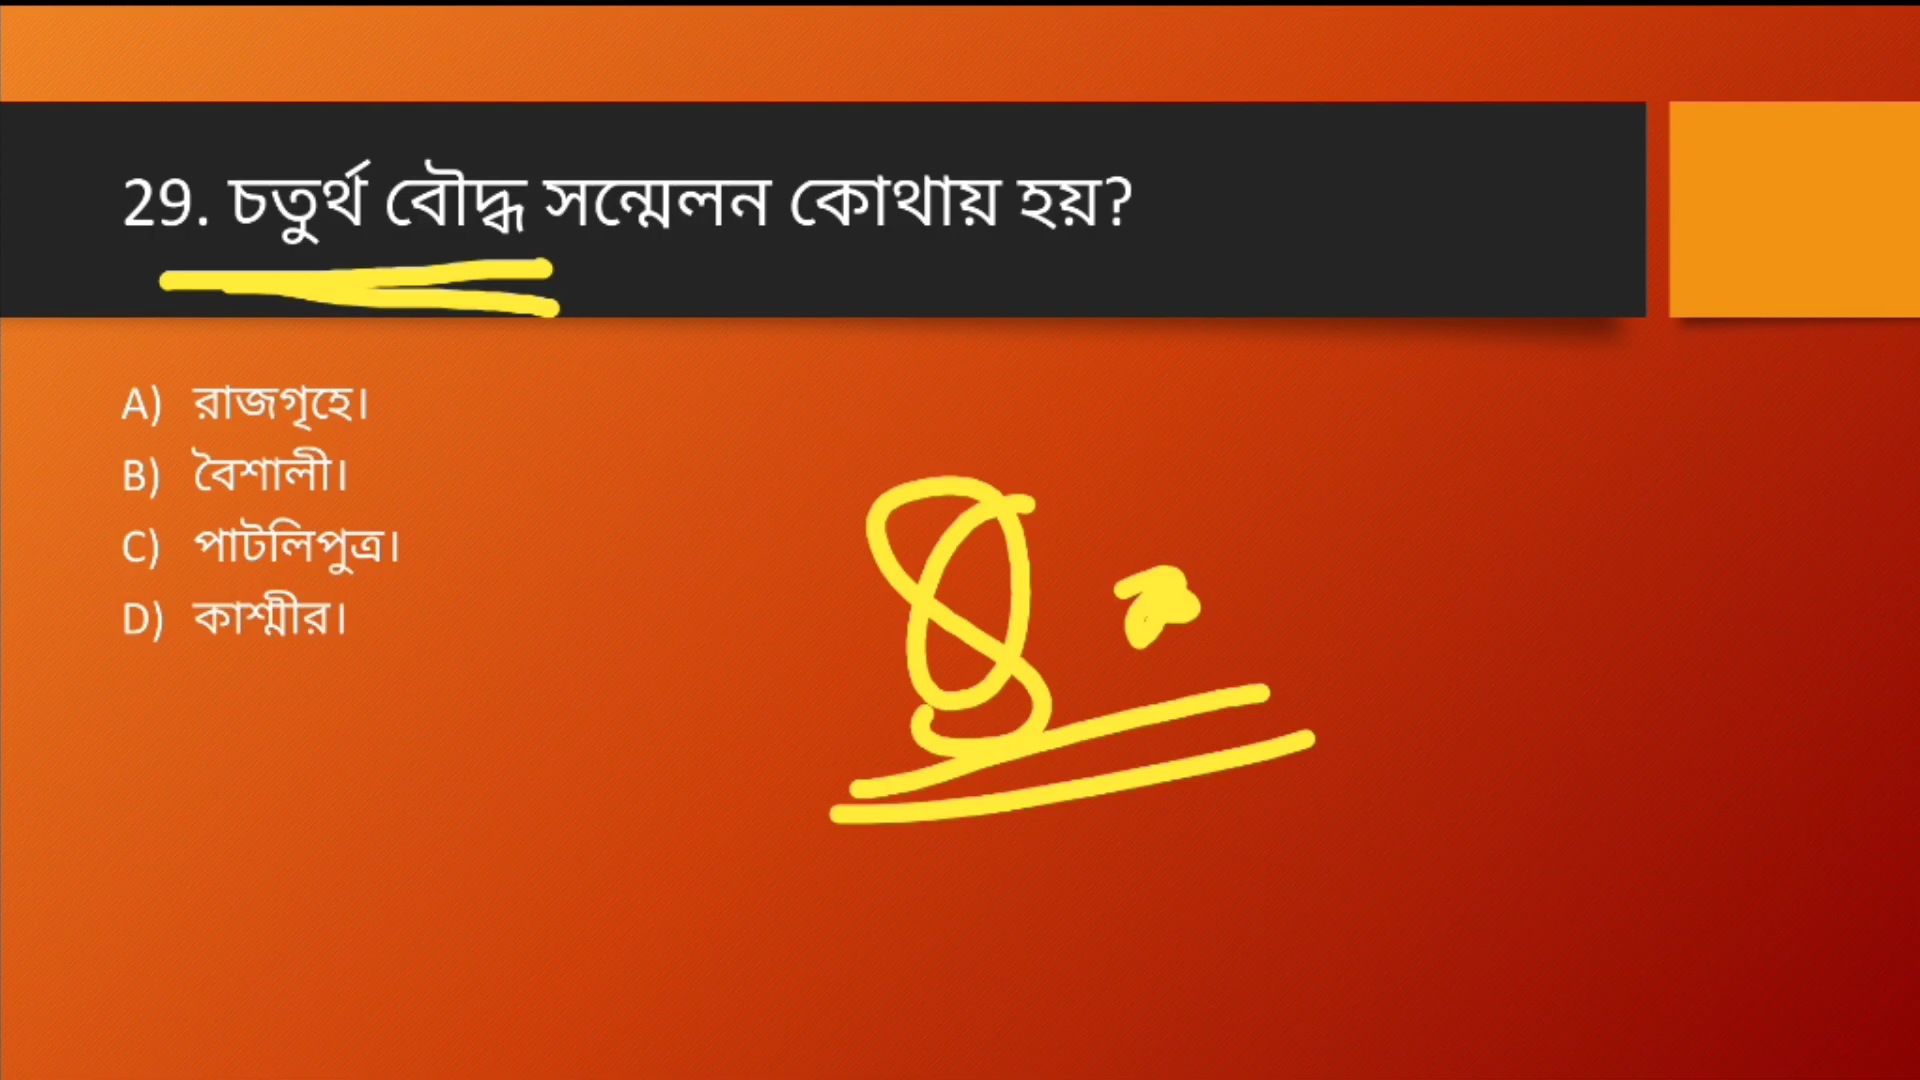 29. চতুর্থ বৌদ্ধ সন্মেলন কোথায় হয়?
A) রাজগৃহে।
B) বৈশালী।
C) পাটলিপুত্র।
D) কাশ্মীর।